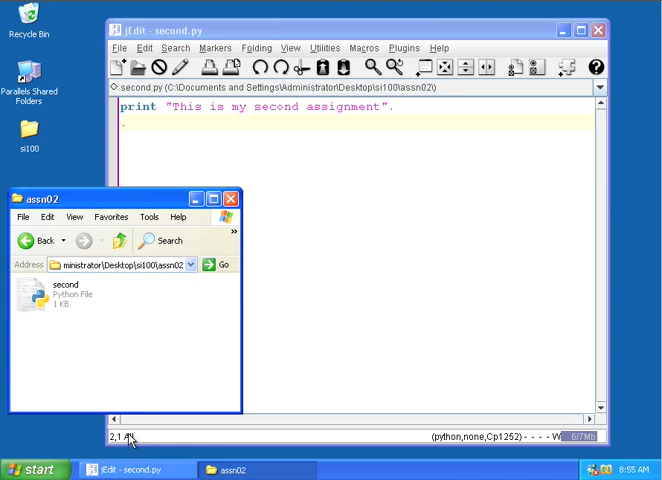 Recycle Bin
Parallels Shared
Folders
si100
jEdit - second.py
File Edit Search Markers Folding View Utilities Macros Plugins Help
second.py (C:\Documents and Settings\Administrator\Desktop\si100\assn02\)
print "This is my second assignment".
.
assn02
File Edit View Favorites Tools Help
Back Search »
Address ministrator\Desktop\si100\assn02 Go
second
Python File
1 KB
2,1 All (python,none,Cp1252) - - - - W 6/7Mb
start jEdit - second.py assn02 8:55 AM